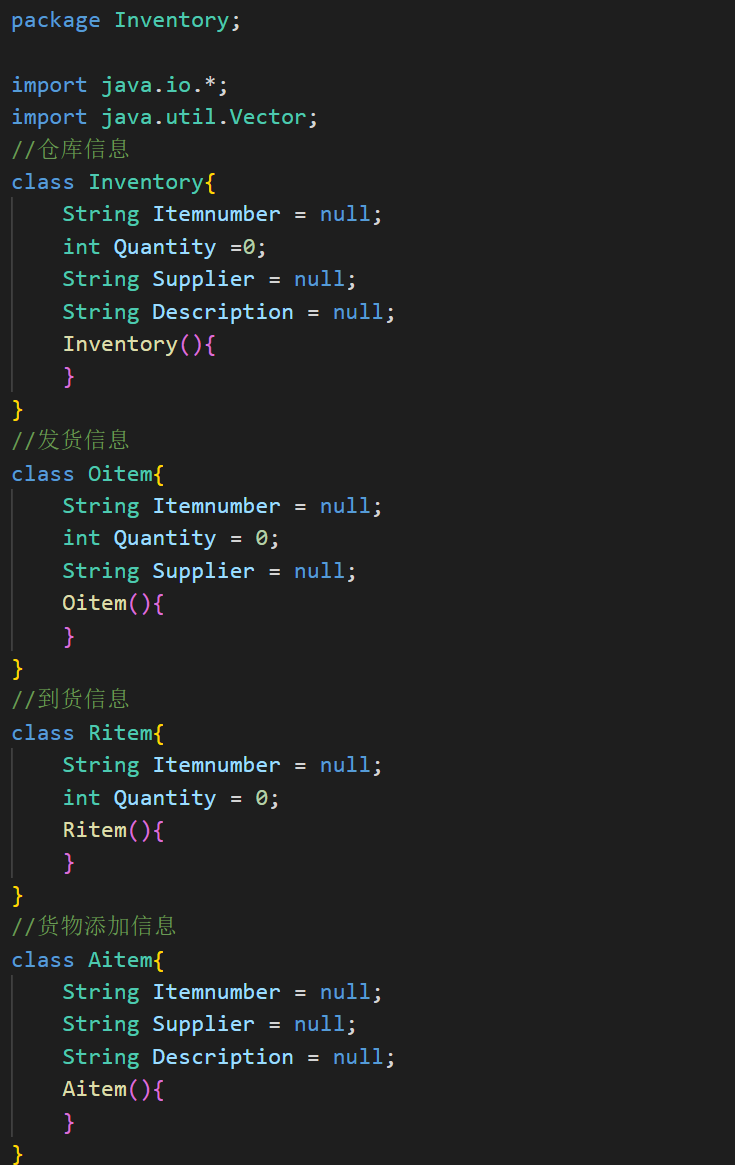 package Inventory;
import java.io.*;
import java.util.Vector;
//仓库信息
class Inventory{
    String Itemnumber = null;
    int Quantity =0;
    String Supplier = null;
    String Description = null;
    Inventory(){
    }
}
//发货信息
class Oitem{
    String Itemnumber = null;
    int Quantity = 0;
    String Supplier = null;
    Oitem(){
    }
}
//到货信息
class Ritem{
    String Itemnumber = null;
    int Quantity = 0;
    Ritem(){
    }
}
//货物添加信息
class Aitem{
    String Itemnumber = null;
    String Supplier = null;
    String Description = null;
    Aitem(){
    }
}